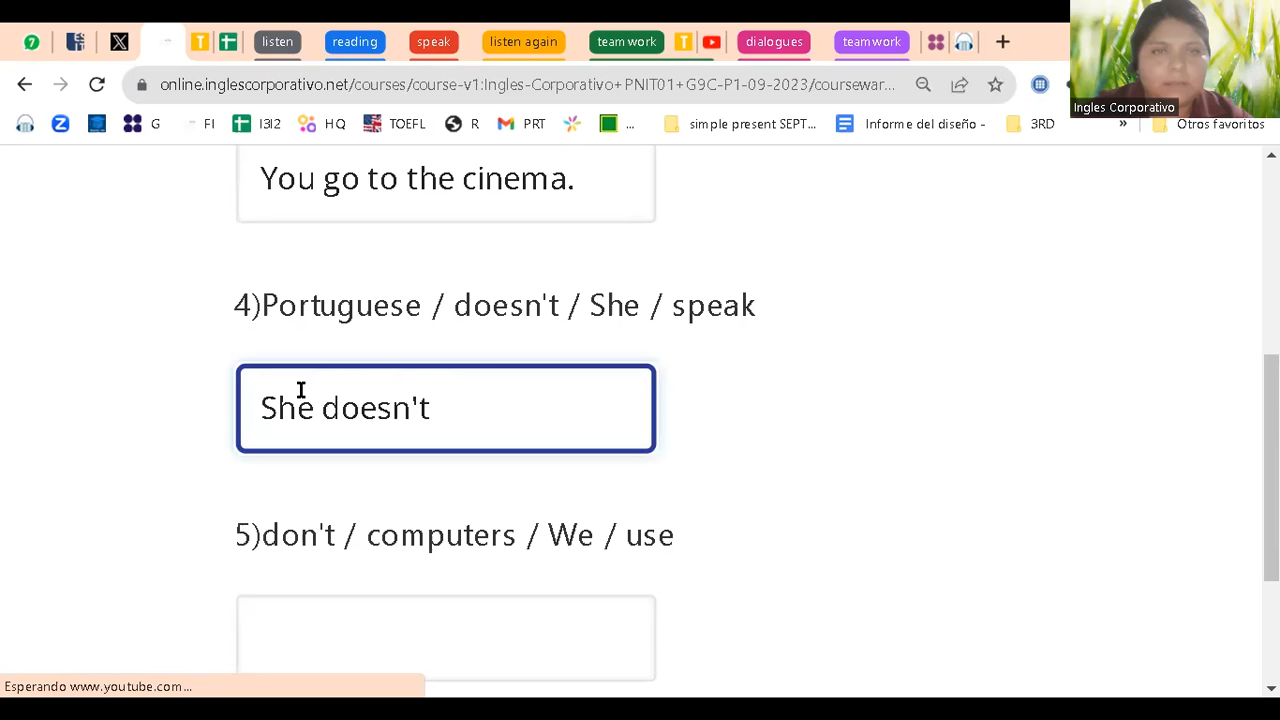 listen
reading
speak
listen again
team work
dialogues
team work
online.inglescorporativo.net/courses/course-v1:Ingles-Corporativo+PNIT01+G9C-P1-09-2023/coursewar...
Ingles Corporativo
G
FI
I3I2
HQ
TOEFL
R
PRT
...
simple present SEPT...
Informe del diseño -
3RD
»
Otros favoritos
You go to the cinema.
4)Portuguese / doesn't / She / speak
She doesn't
5)don't / computers / We / use
Esperando www.youtube.com...